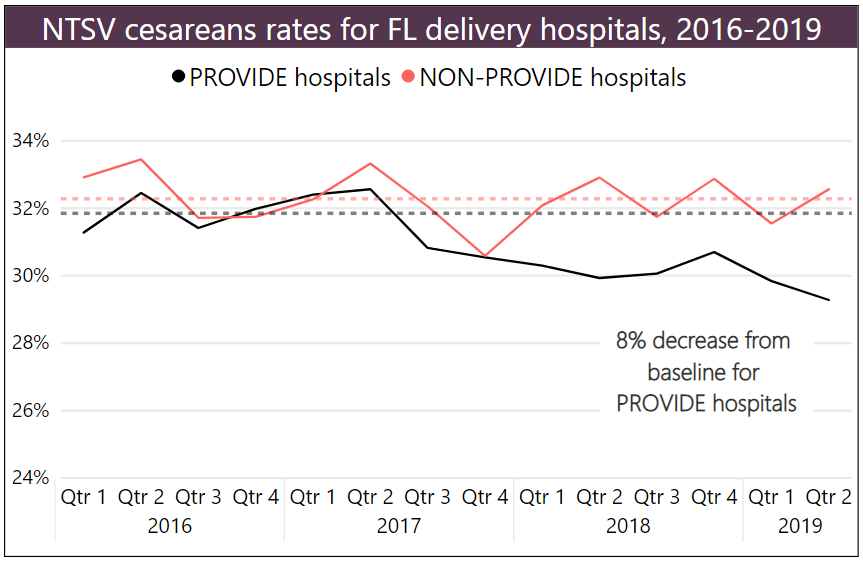 NTSV cesareans rates for FL delivery hospitals, 2016-2019
PROVIDE hospitals NON-PROVIDE hospitals
34%
32%
30%
28%
26%
24%
8% decrease from
baseline for
PROVIDE hospitals
Qtr 1 Qtr 2 Qtr 3 Qtr 4 Qtr 1 Qtr 2 Qtr 3 Qtr 4 Qtr 1 Qtr 2 Qtr 3 Qtr 4 Qtr 1 Qtr 2
2016 2017 2018 2019